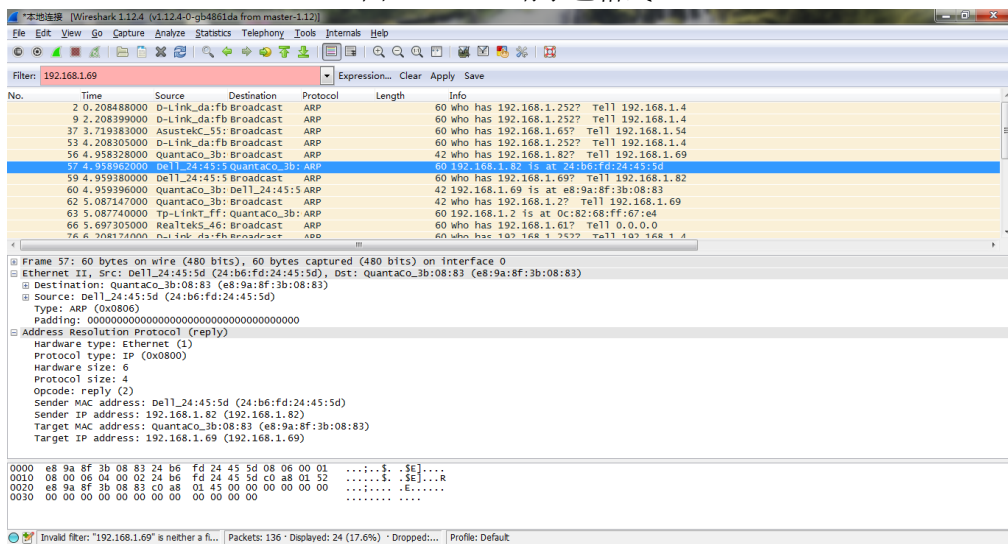 *本地连接 [Wireshark 1.12.4 (v1.12.4-0-gb4861da from master-1.12)]
File Edit View Go Capture Analyze Statistics Telephony Tools Internals Help
Filter: 192.168.1.69 Expression... Clear Apply Save
No. Time Source Destination Protocol Length Info
2 0.208488000 D-Link_da:fb Broadcast ARP 60 Who has 192.168.1.252? Tell 192.168.1.4
9 2.208399000 D-Link_da:fb Broadcast ARP 60 Who has 192.168.1.252? Tell 192.168.1.4
37 3.719383000 AsustekC_55: Broadcast ARP 60 Who has 192.168.1.65? Tell 192.168.1.54
53 4.208305000 D-Link_da:fb Broadcast ARP 60 Who has 192.168.1.252? Tell 192.168.1.4
56 4.958328000 QuantaCo_3b: Broadcast ARP 42 Who has 192.168.1.82? Tell 192.168.1.69
57 4.958962000 Dell_24:45:5 QuantaCo_3b: ARP 60 192.168.1.82 is at 24:b6:fd:24:45:5d
59 4.959380000 Dell_24:45:5 Broadcast ARP 60 Who has 192.168.1.69? Tell 192.168.1.82
60 4.959396000 QuantaCo_3b: Dell_24:45:5 ARP 42 192.168.1.69 is at e8:9a:8f:3b:08:83
62 5.087147000 QuantaCo_3b: Broadcast ARP 42 Who has 192.168.1.2? Tell 192.168.1.69
63 5.087740000 Tp-LinkT_ff: QuantaCo_3b: ARP 60 192.168.1.2 is at 0c:82:68:ff:67:e4
66 5.697305000 RealtekS_46: Broadcast ARP 60 Who has 192.168.1.61? Tell 0.0.0.0
76 6.208174000 D-Link_da:fb Broadcast ARP 60 Who has 192.168.1.252? Tell 192.168.1.4
Frame 57: 60 bytes on wire (480 bits), 60 bytes captured (480 bits) on interface 0
Ethernet II, Src: Dell_24:45:5d (24:b6:fd:24:45:5d), Dst: QuantaCo_3b:08:83 (e8:9a:8f:3b:08:83)
Destination: QuantaCo_3b:08:83 (e8:9a:8f:3b:08:83)
Source: Dell_24:45:5d (24:b6:fd:24:45:5d)
Type: ARP (0x0806)
Padding: 000000000000000000000000000000000000
Address Resolution Protocol (reply)
Hardware type: Ethernet (1)
Protocol type: IP (0x0800)
Hardware size: 6
Protocol size: 4
Opcode: reply (2)
Sender MAC address: Dell_24:45:5d (24:b6:fd:24:45:5d)
Sender IP address: 192.168.1.82 (192.168.1.82)
Target MAC address: QuantaCo_3b:08:83 (e8:9a:8f:3b:08:83)
Target IP address: 192.168.1.69 (192.168.1.69)
0000 e8 9a 8f 3b 08 83 24 b6 fd 24 45 5d 08 06 00 01 ...;..$. .$E]....
0010 08 00 06 04 00 02 24 b6 fd 24 45 5d c0 a8 01 52 ......$. .$E]...R
0020 e8 9a 8f 3b 08 83 c0 a8 01 45 00 00 00 00 00 00 ...;.... .E......
0030 00 00 00 00 00 00 00 00 00 00 00 00 ........ ....
Invalid filter: "192.168.1.69" is neither a fi... Packets: 136 · Displayed: 24 (17.6%) · Dropped:... Profile: Default